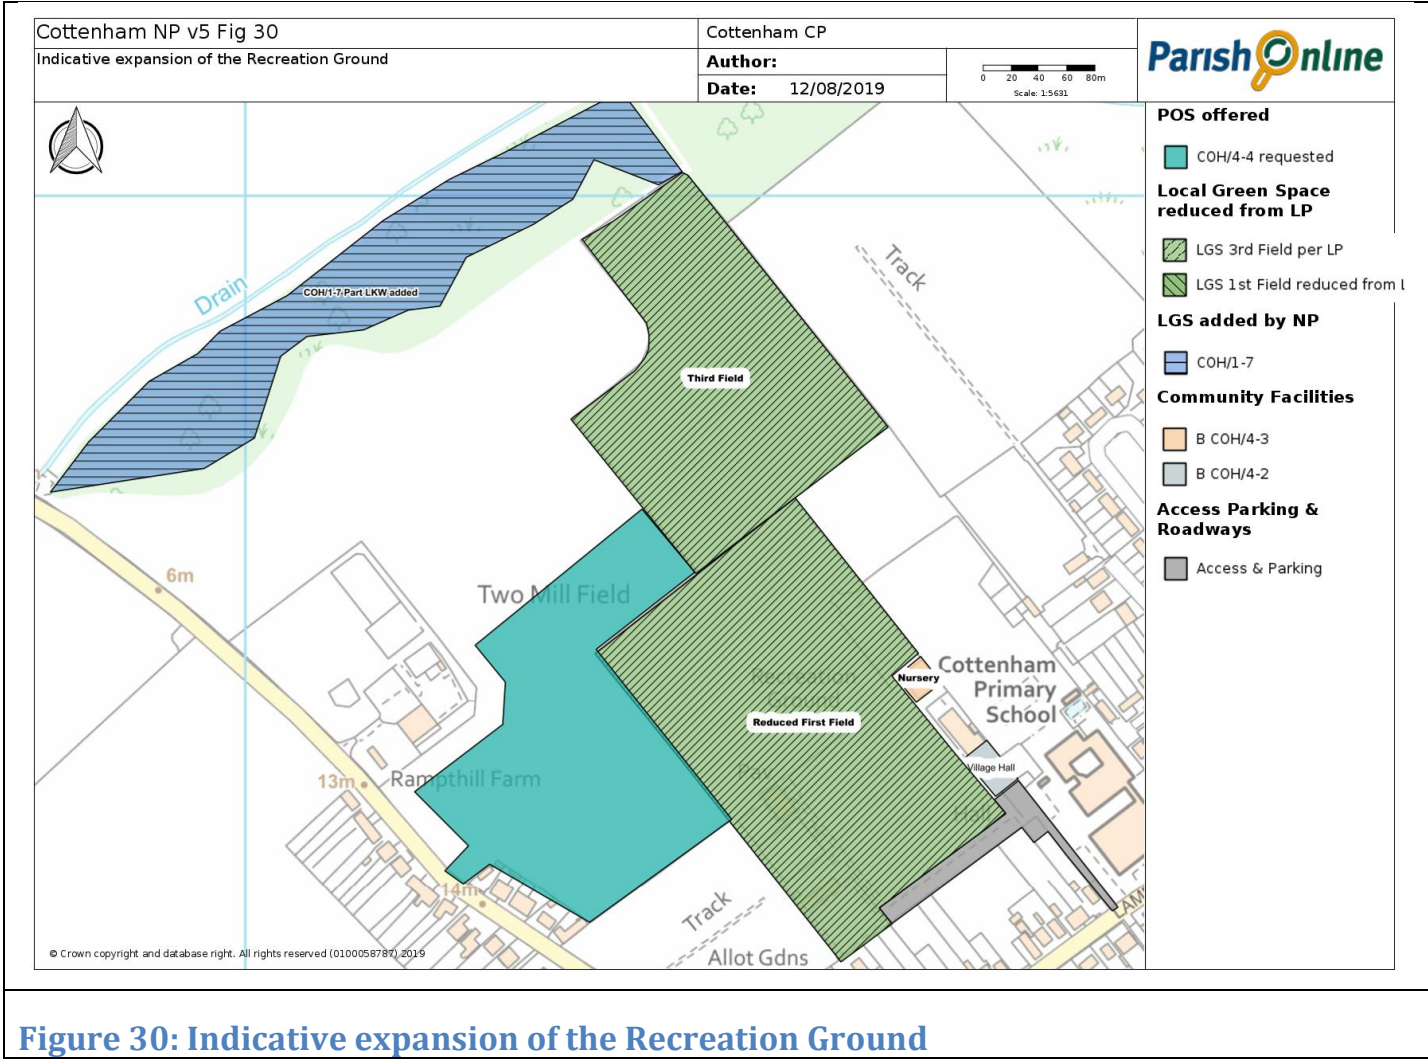 Cottenham NP v5 Fig 30
Indicative expansion of the Recreation Ground
Cottenham CP
Author:
Date: 12/08/2019
0 20 40 60 80m
Scale: 1:5631
Parish Online
POS offered
COH/4-4 requested
Local Green Space
reduced from LP
LGS 3rd Field per LP
LGS 1st Field reduced from L
LGS added by NP
COH/1-7
Community Facilities
B COH/4-3
B COH/4-2
Access Parking &
Roadways
Access & Parking
Drain
COH/1-7 Part LKW added
Track
Third Field
6m
Two Mill Field
Cottenham
Primary
School
Nursery
Recreation
Reduced First Field
Village Hall
13m
Rampthill Farm
Hall
14m
Track
LAM
Allot Gdns
© Crown copyright and database right. All rights reserved (0100058787) 2019
Figure 30: Indicative expansion of the Recreation Ground